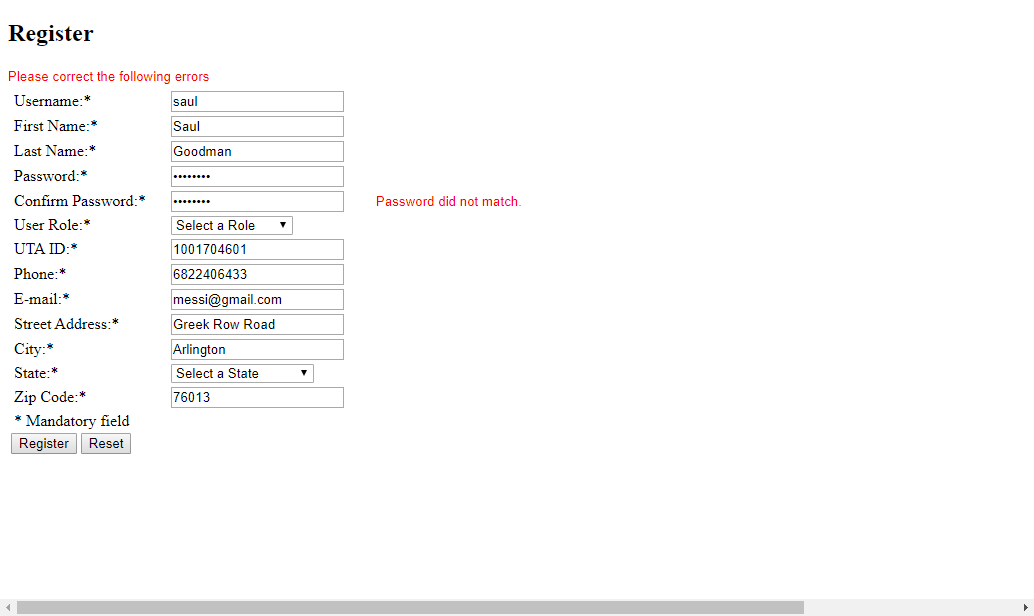 Register
Please correct the following errors
Username:* saul
First Name:* Saul
Last Name:* Goodman
Password:* ••••••••
Confirm Password:* •••••••• Password did not match.
User Role:* Select a Role
UTA ID:* 1001704601
Phone:* 6822406433
E-mail:* messi@gmail.com
Street Address:* Greek Row Road
City:* Arlington
State:* Select a State
Zip Code:* 76013
* Mandatory field
Register Reset